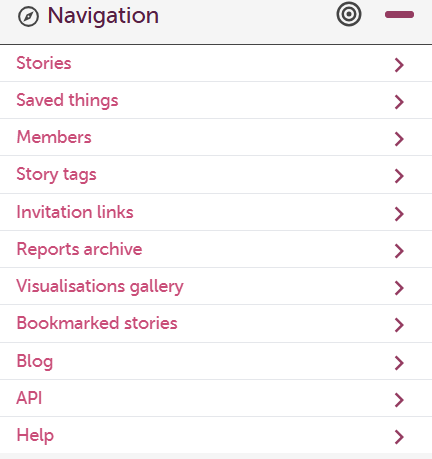 Navigation
Stories
Saved things
Members
Story tags
Invitation links
Reports archive
Visualisations gallery
Bookmarked stories
Blog
API
Help